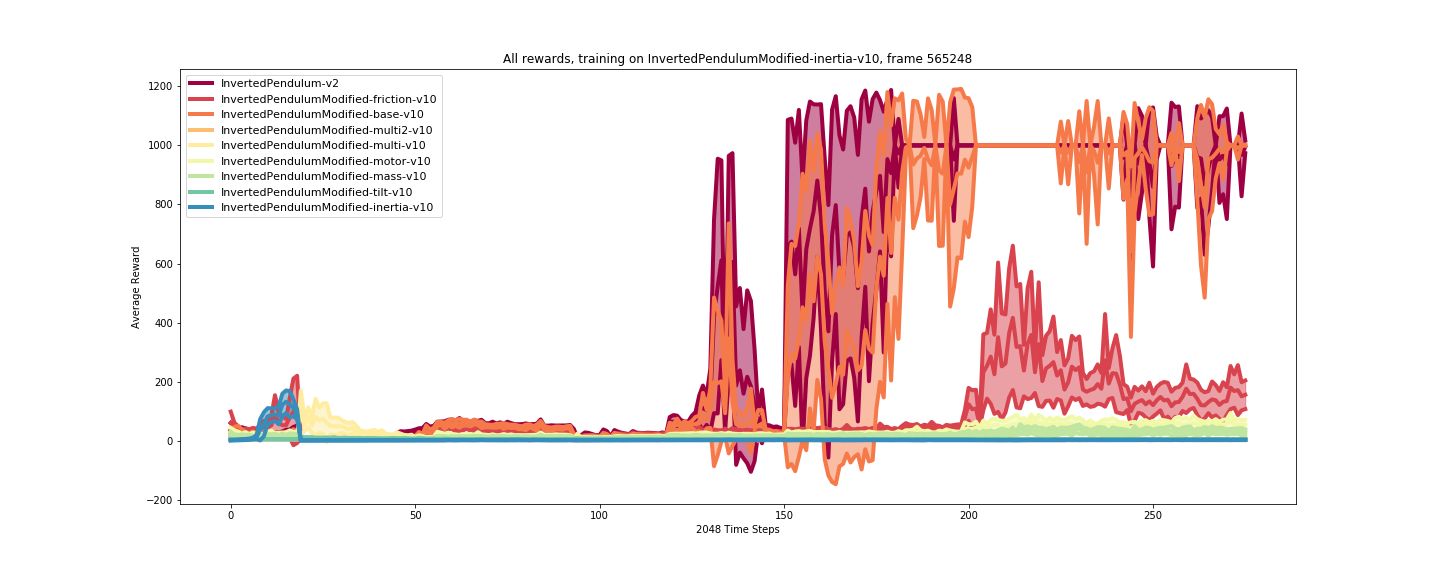 All rewards, training on InvertedPendulumModified-inertia-v10, frame 565248
InvertedPendulum-v2
InvertedPendulumModified-friction-v10
InvertedPendulumModified-base-v10
InvertedPendulumModified-multi2-v10
InvertedPendulumModified-multi-v10
InvertedPendulumModified-motor-v10
InvertedPendulumModified-mass-v10
InvertedPendulumModified-tilt-v10
InvertedPendulumModified-inertia-v10
Average Reward
1200
1000
800
600
400
200
0
−200
0 50 100 150 200 250
2048 Time Steps